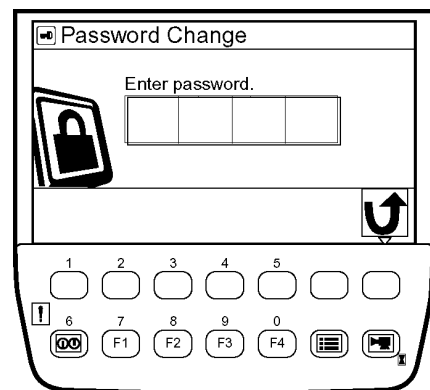 Password Change
Enter password.
1 2 3 4 5
6 7 8 9 0
F1 F2 F3 F4